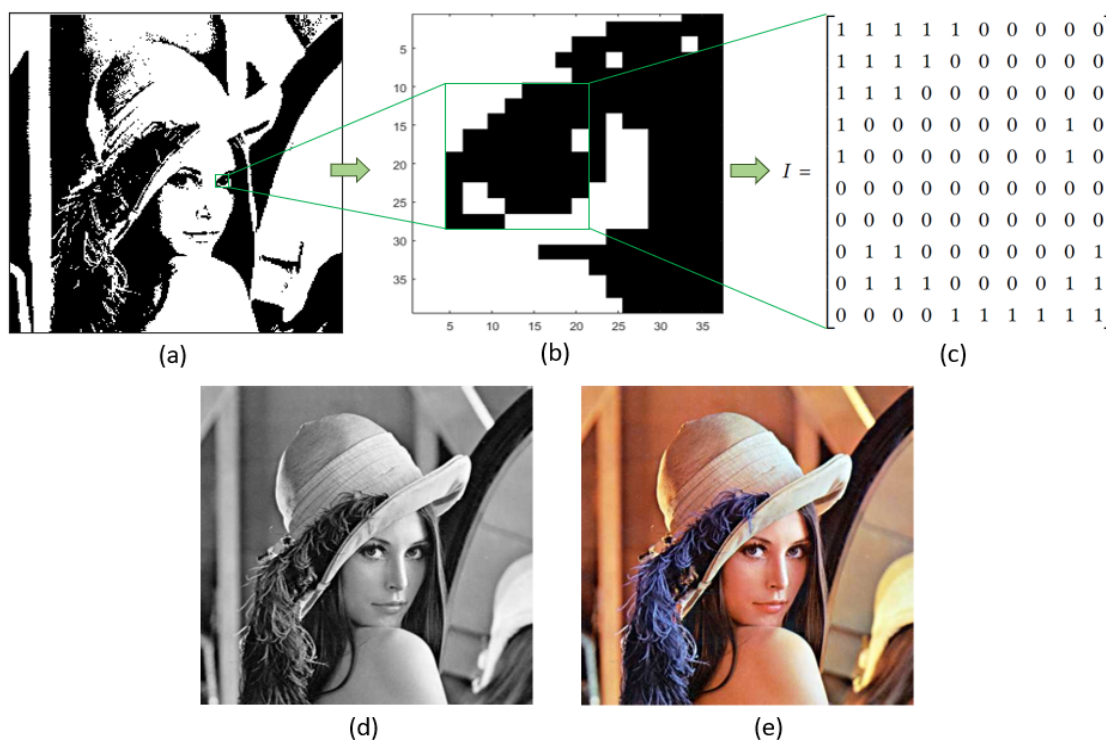 5
10
15
20
25
30
35
5 10 15 20 25 30 35
I =
1 1 1 1 1 0 0 0 0 0
1 1 1 1 0 0 0 0 0 0
1 1 1 0 0 0 0 0 0 0
1 0 0 0 0 0 0 0 1 0
1 0 0 0 0 0 0 0 1 0
0 0 0 0 0 0 0 0 0 0
0 0 0 0 0 0 0 0 0 0
0 1 1 0 0 0 0 0 0 1
0 1 1 1 0 0 0 0 1 1
0 0 0 0 1 1 1 1 1 1
(a) (b) (c)
(d) (e)